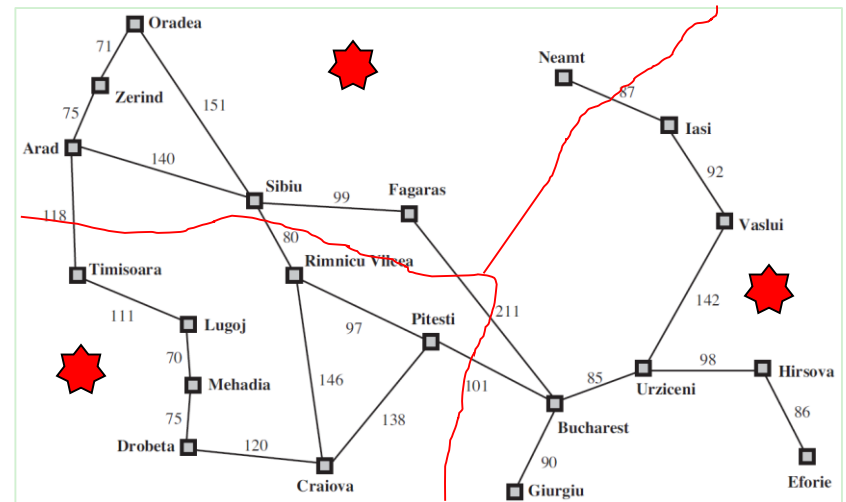 Oradea
71
Neamt
Zerind
87
151
75
Iasi
Arad
140
92
Sibiu
99
Fagaras
118
80
Vaslui
Rimnicu Vilcea
Timisoara
142
211
111
Lugoj
97
Pitesti
70
98
Hirsova
85
146
101
Mehadia
Urziceni
86
75
138
Bucharest
Drobeta
120
90
Eforie
Craiova
Giurgiu